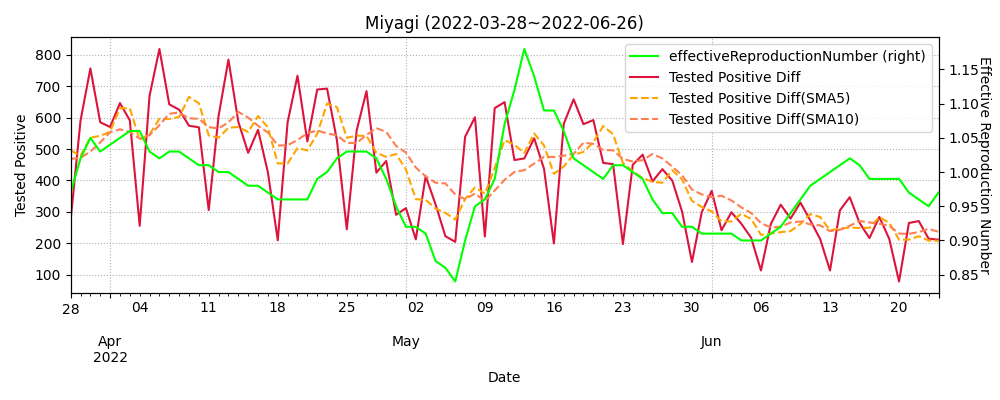 Miyagi (2022-03-28~2022-06-26)
effectiveReproductionNumber (right)
Tested Positive Diff
Tested Positive Diff(SMA5)
Tested Positive Diff(SMA10)
Tested Positive
800
700
600
500
400
300
200
100
Effective Reproduction Number
1.15
1.10
1.05
1.00
0.95
0.90
0.85
28 04 11 18 25 02 09 16 23 30 06 13 20
Apr May Jun
2022
Date